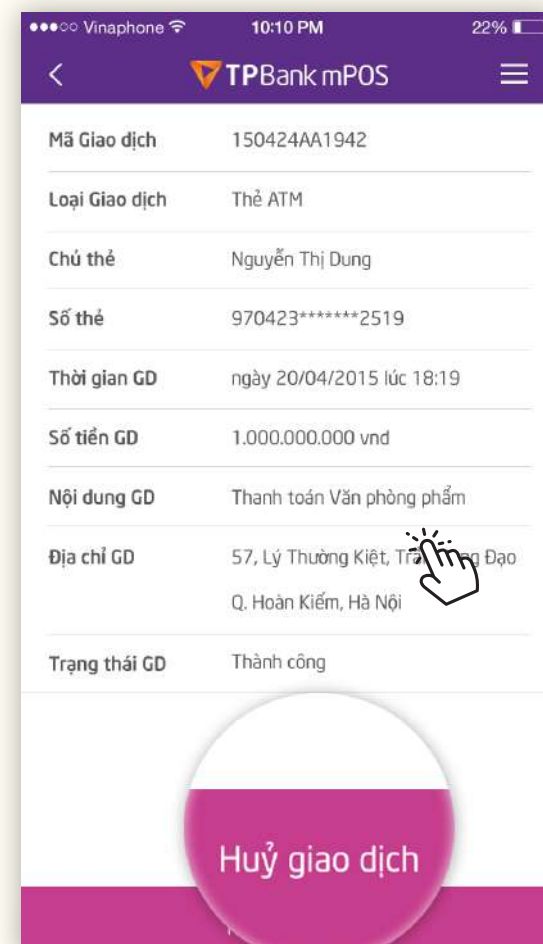 Vinaphone 10:10 PM 22%
TPBank mPOS
Mã Giao dịch 150424AA1942
Loại Giao dịch Thẻ ATM
Chủ thẻ Nguyễn Thị Dung
Số thẻ 970423*******2519
Thời gian GD ngày 20/04/2015 lúc 18:19
Số tiền GD 1.000.000.000 vnd
Nội dung GD Thanh toán Văn phòng phẩm
Địa chỉ GD 57, Lý Thường Kiệt, Đạo
Q. Hoàn Kiếm, Hà Nội
Trạng thái GD Thành công
Huỷ giao dịch